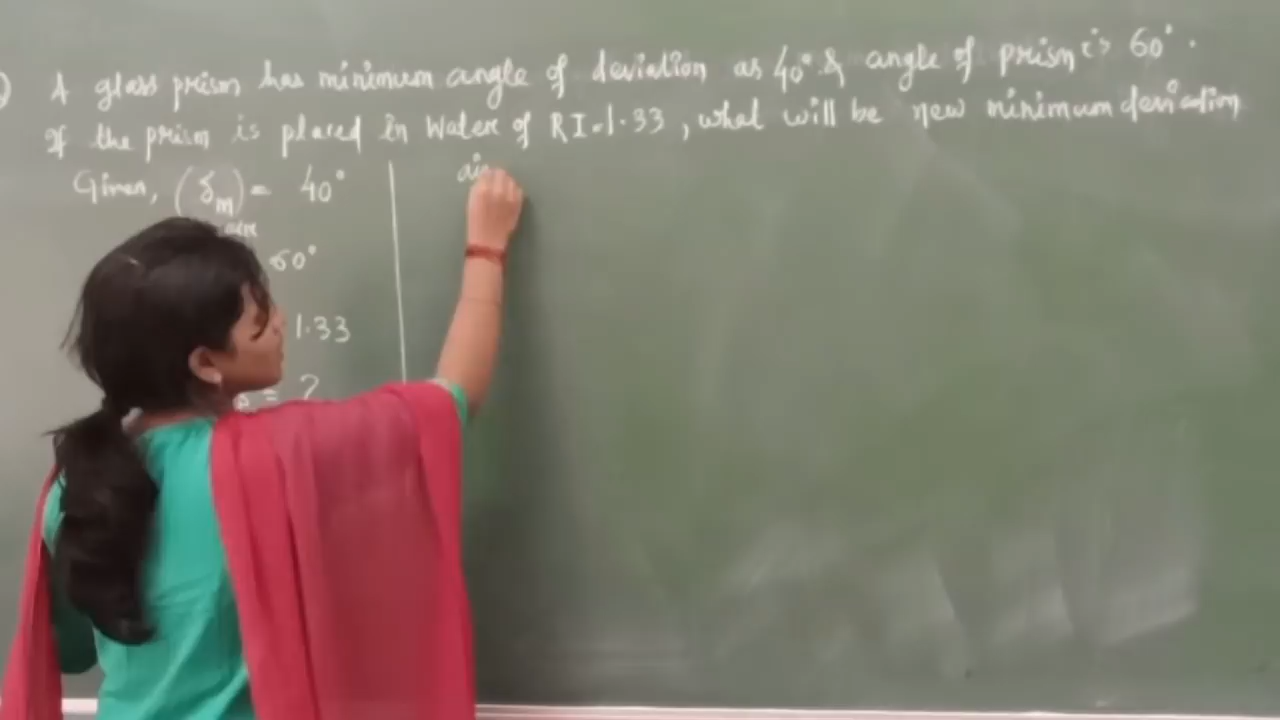 A glass prism has minimum angle of deviation as 40° & angle of prism is 60°.
If the prism is placed in Water of RI=1.33, what will be new minimum deviation
Given, (δm) = 40°
air
60°
1.33
= ?